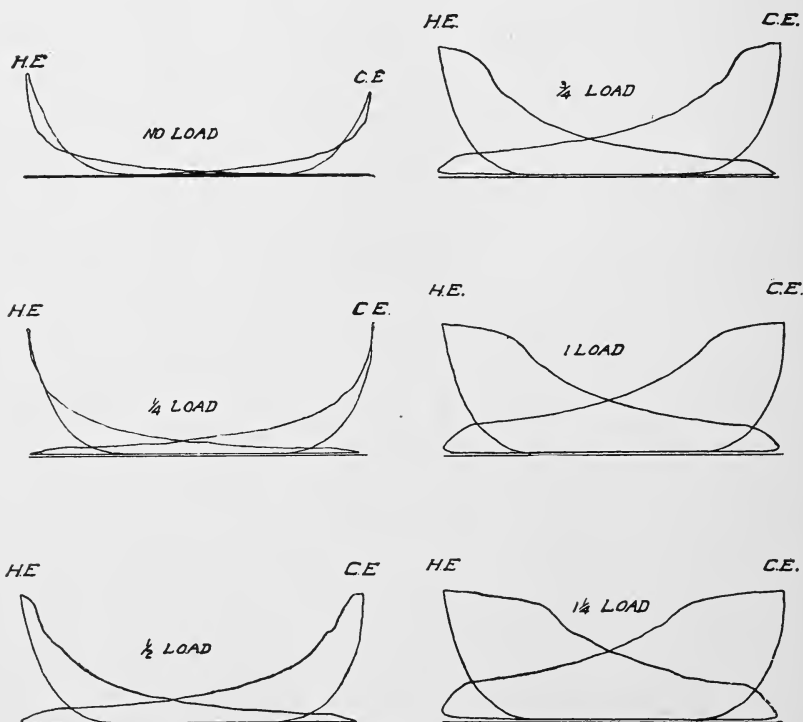 H.E
C.E
NO LOAD
H.E.
C.E.
¾ LOAD
H.E
C.E.
¼ LOAD
H.E.
C.E.
1 LOAD
H.E
C.E
½ LOAD
H.E
C.E.
1¼ LOAD